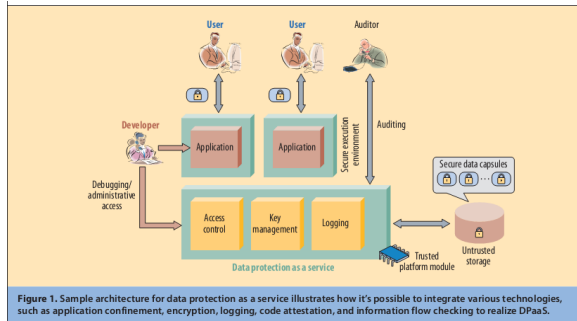 User
User
Auditor
Developer
Application
Application
Secure execution
environment
Auditing
Debugging/
administrative
access
Secure data capsules
...
Access
control
Key
management
Logging
Trusted
platform module
Untrusted
storage
Data protection as a service
Figure 1. Sample architecture for data protection as a service illustrates how it's possible to integrate various technologies,
such as application confinement, encryption, logging, code attestation, and information flow checking to realize DPaaS.